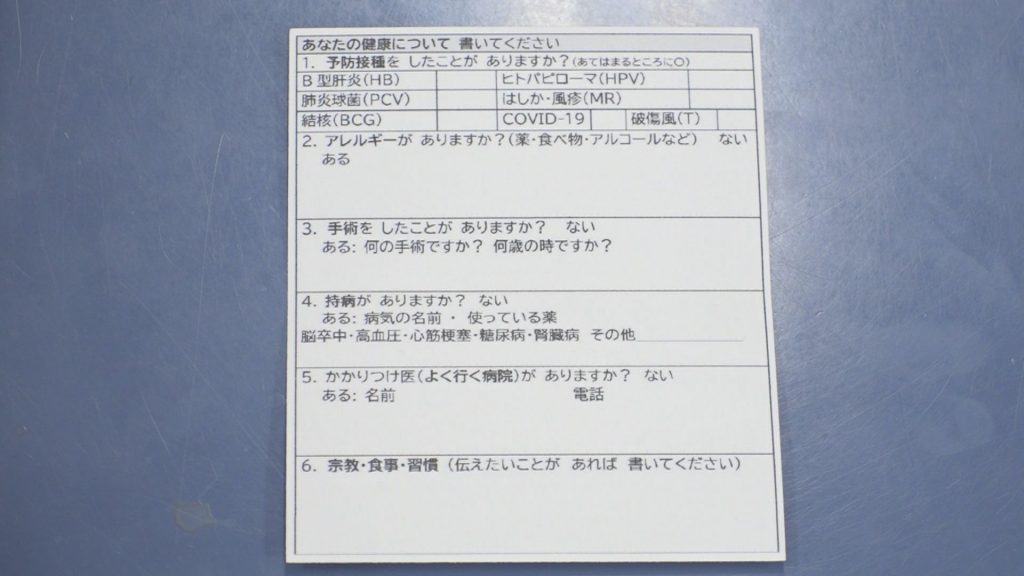 あなたの健康について 書いてください
1. 予防接種を したことが ありますか?(あてはまるところに○)
B型肝炎(HB) ヒトパピローマ(HPV)
肺炎球菌(PCV) はしか・風疹(MR)
結核(BCG) COVID-19 破傷風(T)
2. アレルギーが ありますか?(薬・食べ物・アルコールなど) ない
ある
3. 手術を したことが ありますか? ない
ある: 何の手術ですか? 何歳の時ですか?
4. 持病が ありますか? ない
ある: 病気の名前 ・ 使っている薬
脳卒中・高血圧・心筋梗塞・糖尿病・腎臓病 その他
5. かかりつけ医(よく行く病院)が ありますか? ない
ある: 名前 電話
6. 宗教・食事・習慣 (伝えたいことが あれば 書いてください)